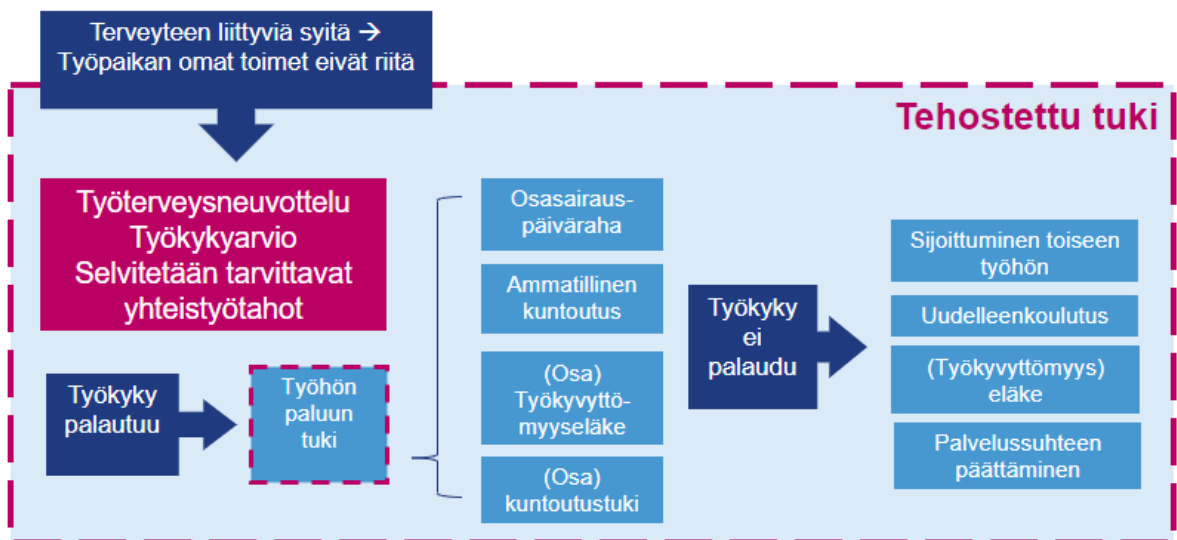 Terveyteen liittyviä syitä →
Työpaikan omat toimet eivät riitä
Tehostettu tuki
Työterveysneuvottelu
Työkykyarvio
Selvitetään tarvittavat
yhteistyötahot
Työkyky
palautuu
Työhön
paluun
tuki
Osasairaus-
päiväraha
Ammatillinen
kuntoutus
(Osa)
Työkyvyttö-
myyseläke
(Osa)
kuntoutustuki
Työkyky
ei
palaudu
Sijoittuminen toiseen
työhön
Uudelleenkoulutus
(Työkyvyttömyys)
eläke
Palvelussuhteen
päättäminen